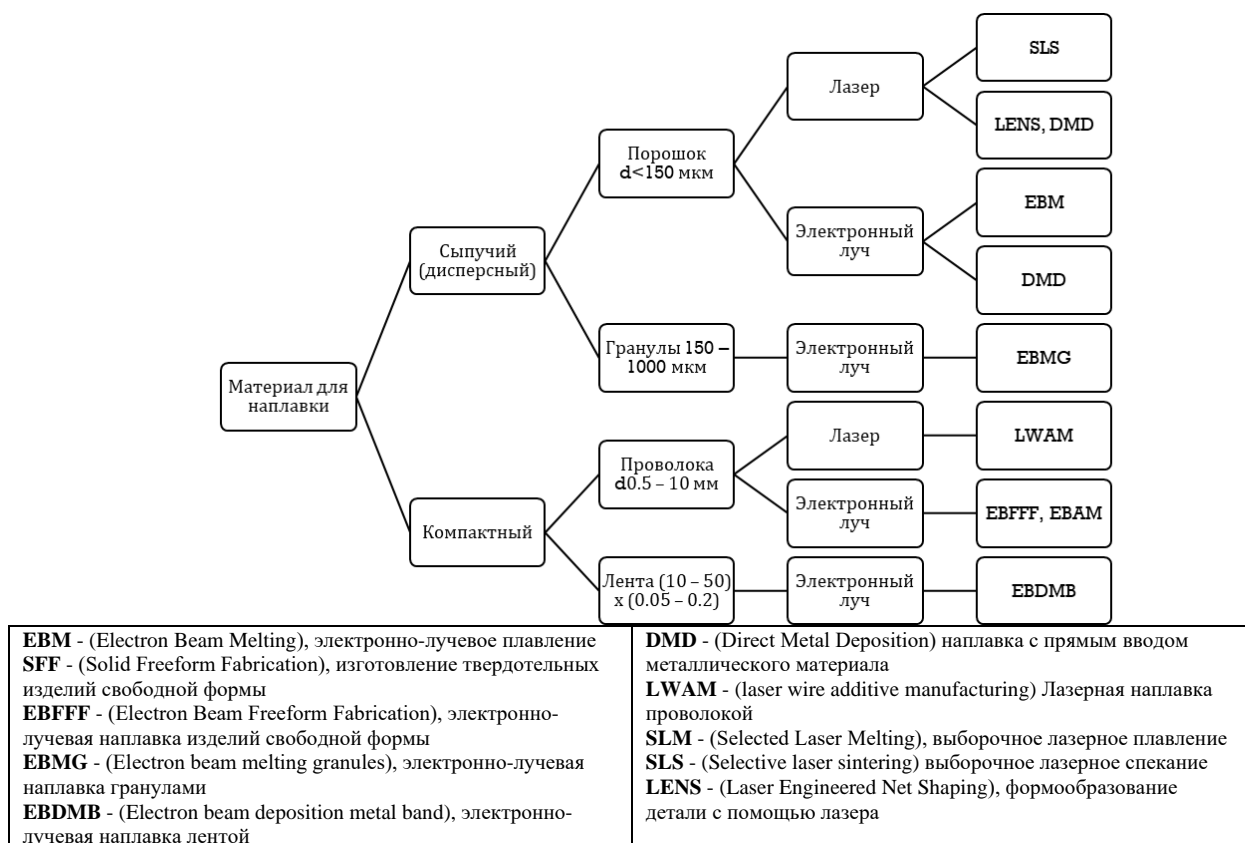 SLS
Лазер
LENS, DMD
Порошок
d<150 мкм
EBM
Электронный
луч
Сыпучий
(дисперсный)
DMD
Гранулы 150 –
1000 мкм
Электронный
луч
EBMG
Материал для
наплавки
Лазер
LWAM
Проволока
d0.5 – 10 мм
Электронный
луч
EBFFF, EBAM
Компактный
Лента (10 – 50)
х (0.05 – 0.2)
Электронный
луч
EBDMB
EBM - (Electron Beam Melting), электронно-лучевое плавление
SFF - (Solid Freeform Fabrication), изготовление твердотельных
изделий свободной формы
EBFFF - (Electron Beam Freeform Fabrication), электронно-
лучевая наплавка изделий свободной формы
EBMG - (Electron beam melting granules), электронно-лучевая
наплавка гранулами
EBDMB - (Electron beam deposition metal band), электронно-
лучевая наплавка лентой
DMD - (Direct Metal Deposition) наплавка с прямым вводом
металлического материала
LWAM - (laser wire additive manufacturing) Лазерная наплавка
проволокой
SLM - (Selected Laser Melting), выборочное лазерное плавление
SLS - (Selective laser sintering) выборочное лазерное спекание
LENS - (Laser Engineered Net Shaping), формообразование
детали с помощью лазера